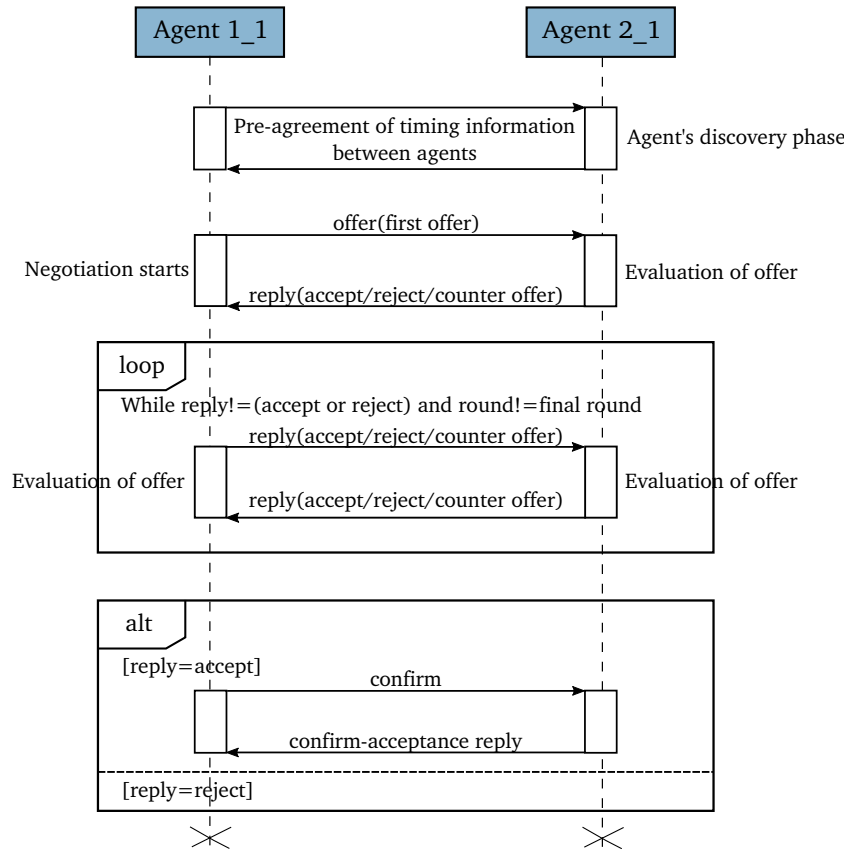 Agent 1_1
Agent 2_1
Pre-agreement of timing information
between agents
Agent's discovery phase
offer(first offer)
Negotiation starts
Evaluation of offer
reply(accept/reject/counter offer)
loop
While reply!=(accept or reject) and round!=final round
reply(accept/reject/counter offer)
Evaluation of offer
Evaluation of offer
reply(accept/reject/counter offer)
alt
[reply=accept]
confirm
confirm-acceptance reply
[reply=reject]